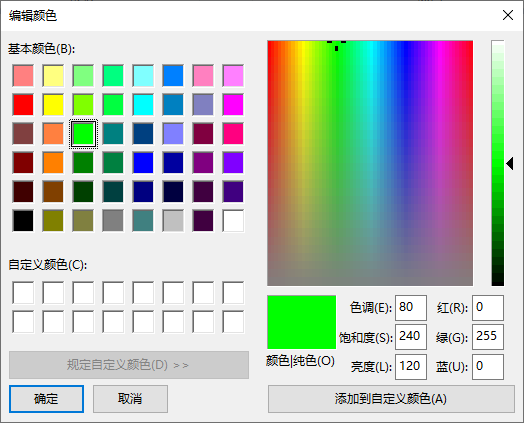 编辑颜色
基本颜色(B):
自定义颜色(C):
规定自定义颜色(D) >>
确定 取消
颜色|纯色(O)
色调(E): 80 红(R): 0
饱和度(S): 240 绿(G): 255
亮度(L): 120 蓝(U): 0
添加到自定义颜色(A)